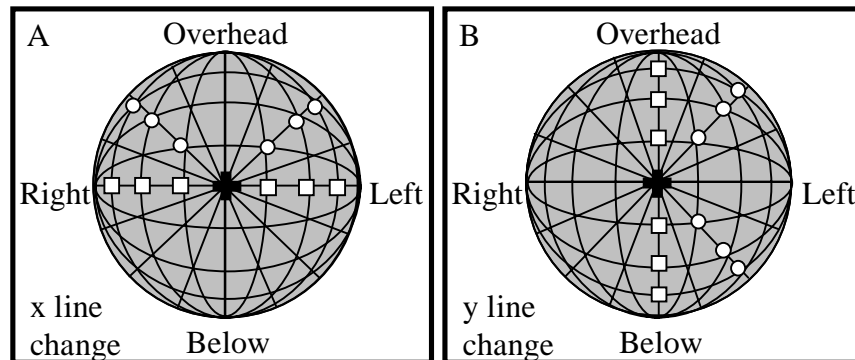 A
Overhead
Right
Left
x line
change
Below
B
Overhead
Left
y line
change
Below
Right